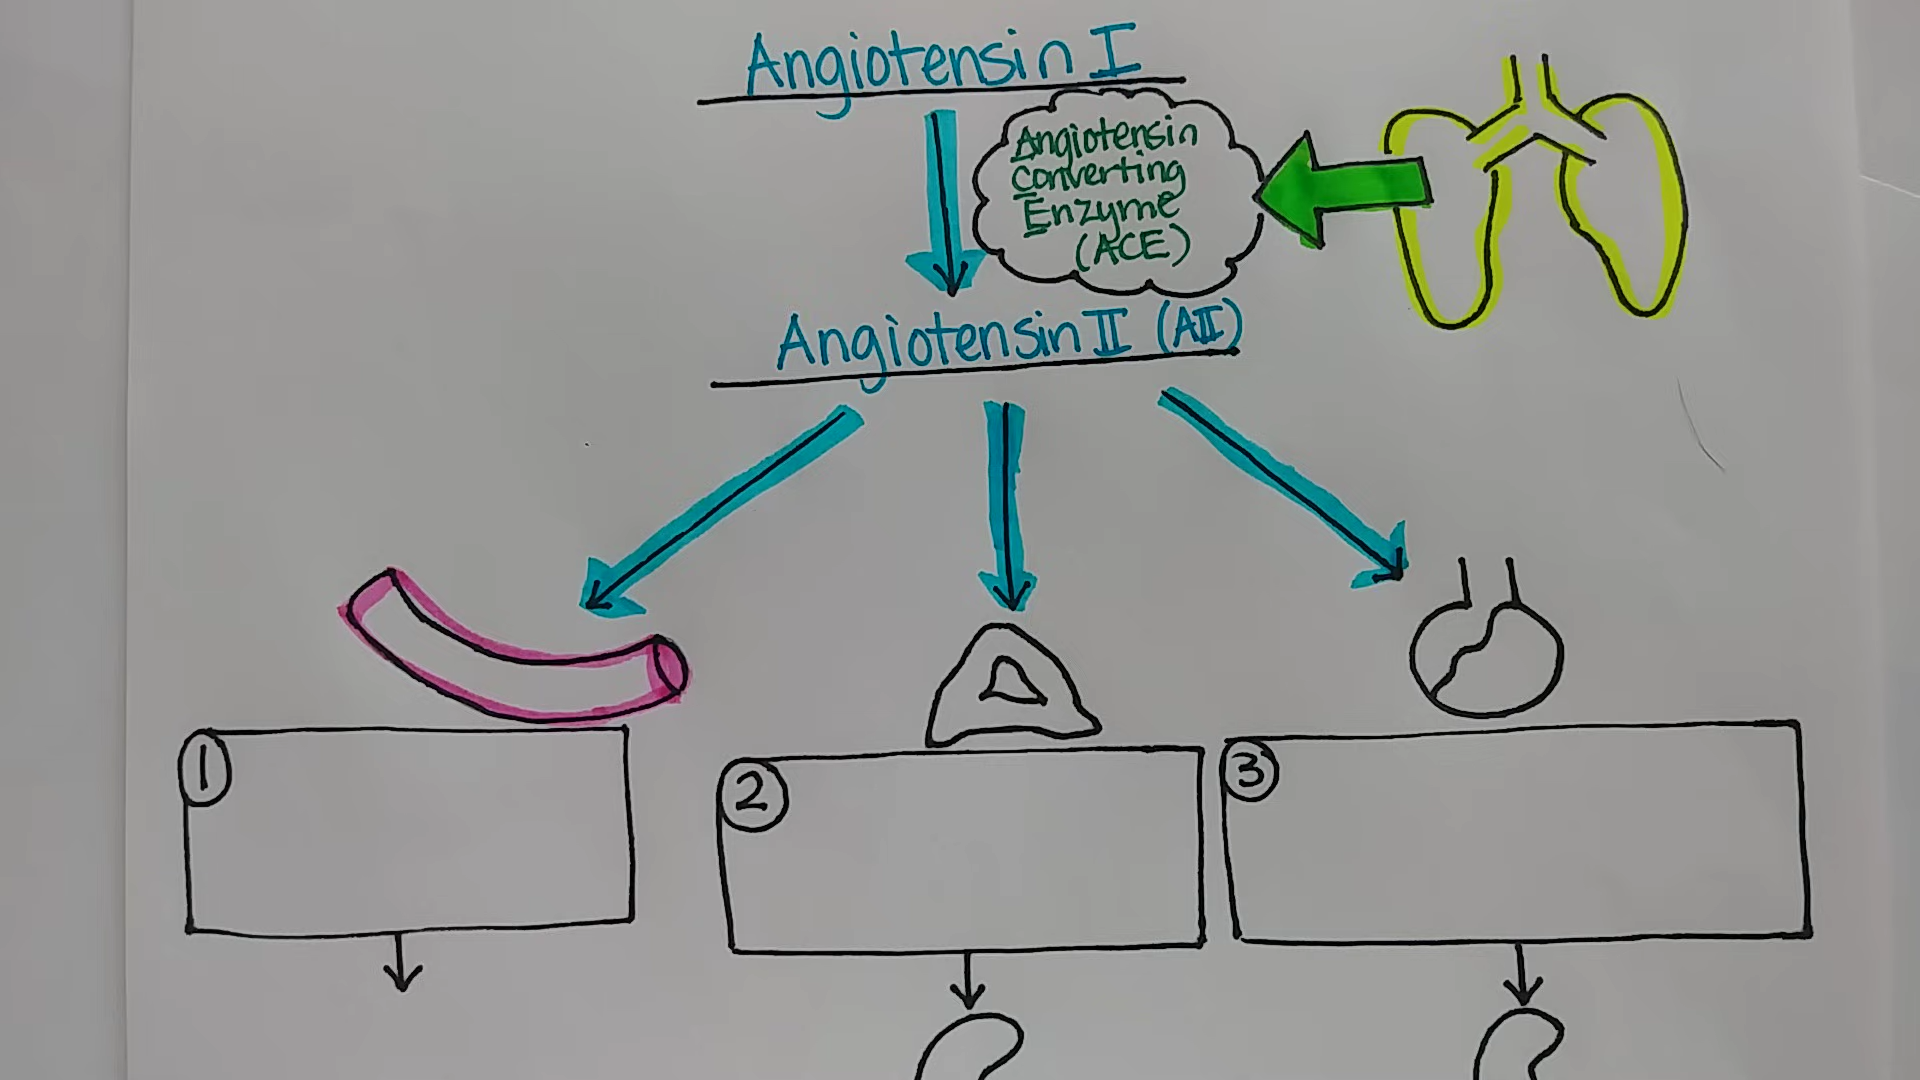 Angiotensin I
Angiotensin
Converting
Enzyme
(ACE)
Angiotensin II (AII)
1
2
3